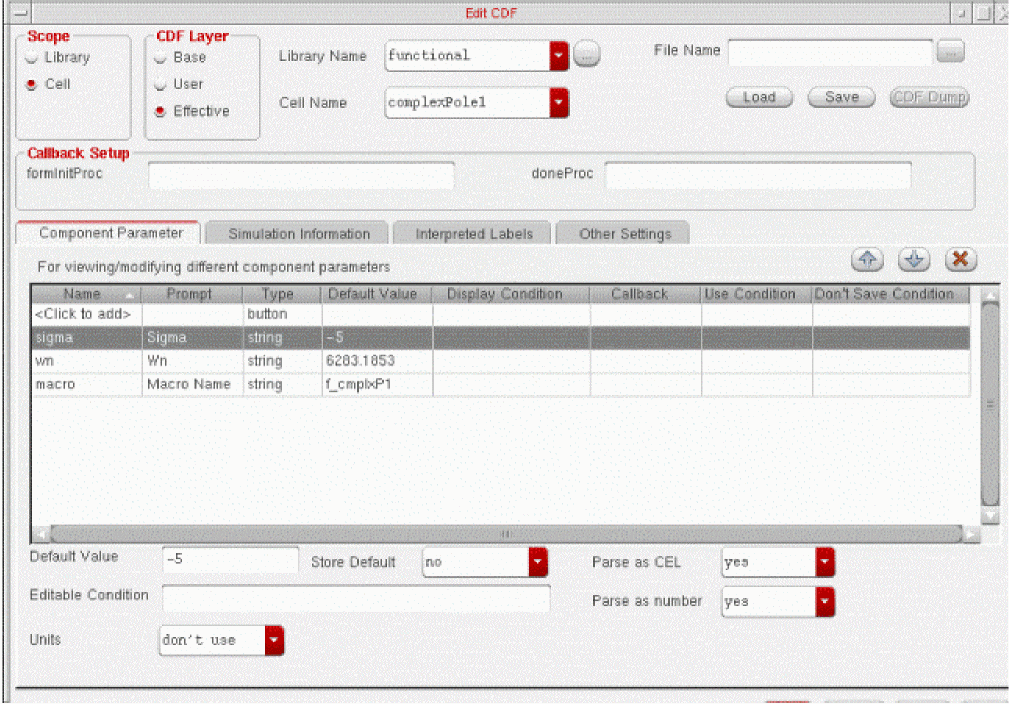 Edit CDF
Scope
Library
Cell
CDF Layer
Base
User
Effective
Library Name functional ...
Cell Name complexPole1
File Name ...
Load Save CDF Dump
Callback Setup
formInitProc doneProc
Component Parameter Simulation Information Interpreted Labels Other Settings
For viewing/modifying different component parameters
Name Prompt Type Default Value Display Condition Callback Use Condition Don't Save Condition
<Click to add> button
sigma Sigma string -5
wn Wn string 6283.1853
macro Macro Name string f_cmplxP1
Default Value -5 Store Default no Parse as CEL yes
Editable Condition Parse as number yes
Units don't use